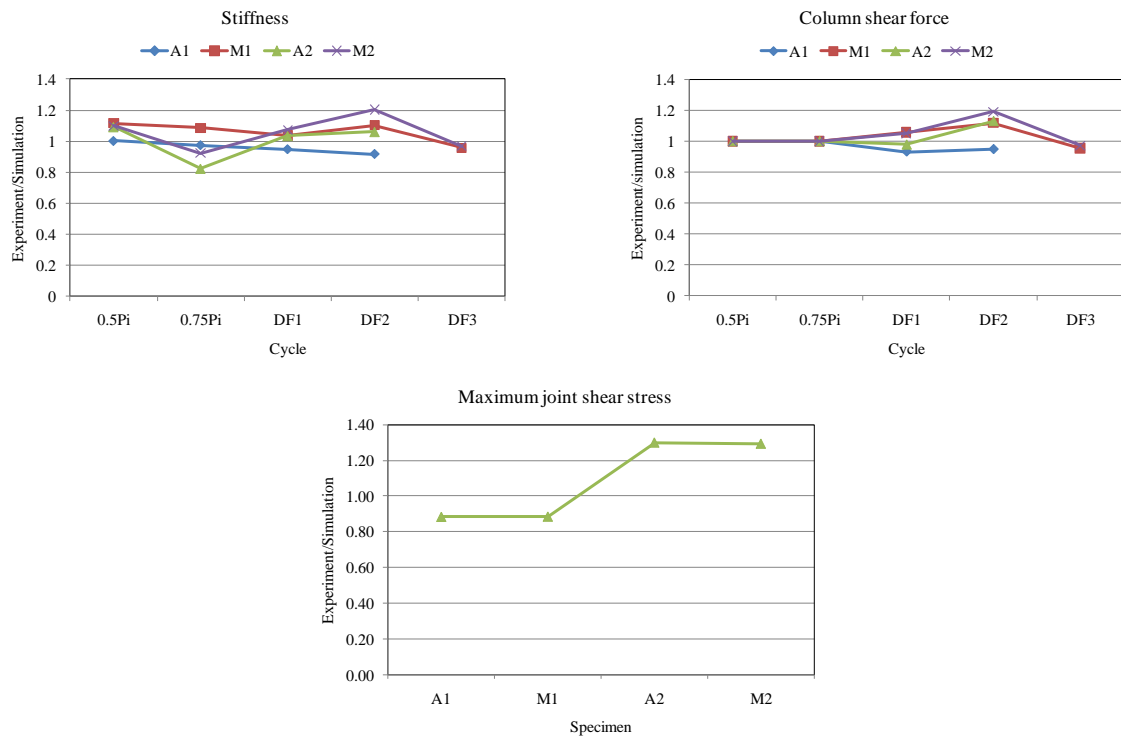 Stiffness
A1 M1 A2 M2
1.4
1.2
1
0.8
0.6
0.4
0.2
0
Experiment/Simulation
0.5Pi 0.75Pi DF1 DF2 DF3
Cycle
Column shear force
A1 M1 A2 M2
1.4
1.2
1
0.8
0.6
0.4
0.2
0
Experiment/simulation
0.5Pi 0.75Pi DF1 DF2 DF3
Cycle
Maximum joint shear stress
1.40
1.20
1.00
0.80
0.60
0.40
0.20
0.00
Experiment/Simulation
A1 M1 A2 M2
Specimen